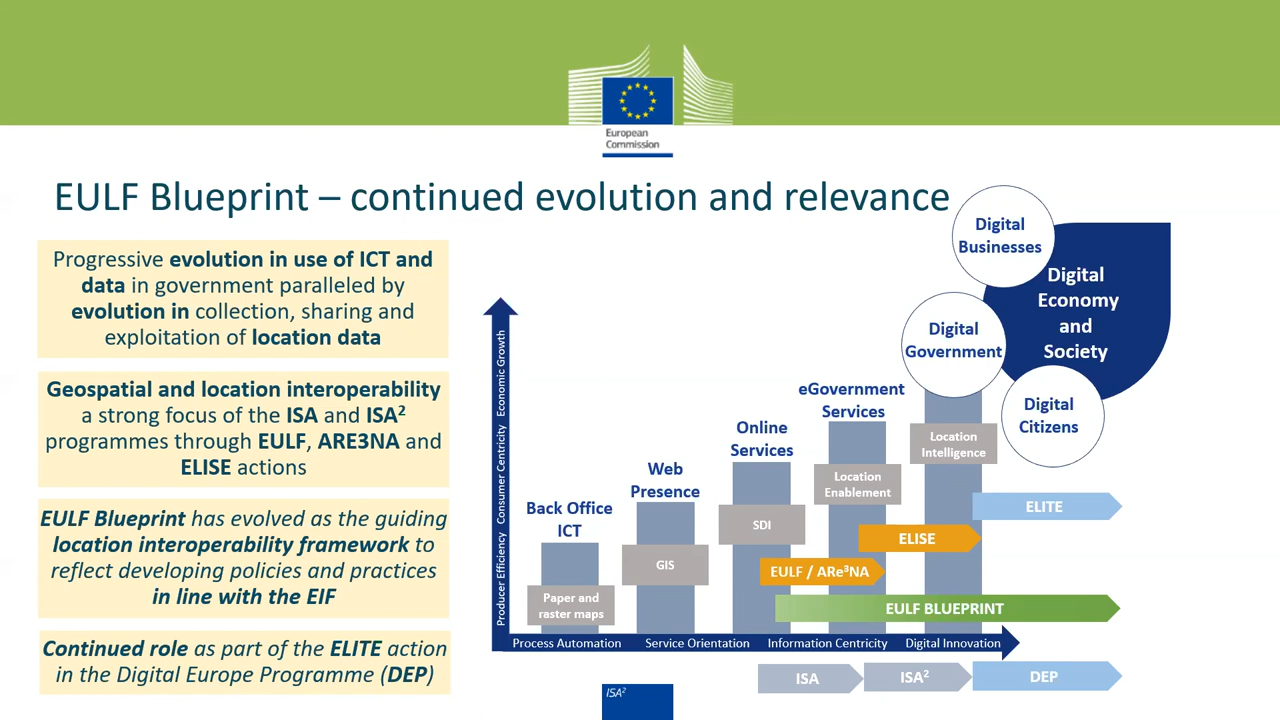 European
Commission
EULF Blueprint – continued evolution and relevance
Progressive evolution in use of ICT and
data in government paralleled by
evolution in collection, sharing and
exploitation of location data
Geospatial and location interoperability
a strong focus of the ISA and ISA²
programmes through EULF, ARE3NA and
ELISE actions
EULF Blueprint has evolved as the guiding
location interoperability framework to
reflect developing policies and practices
in line with the EIF
Continued role as part of the ELITE action
in the Digital Europe Programme (DEP)
Producer Efficiency Consumer Centricity Economic Growth
Back Office
ICT
Paper and
raster maps
Web
Presence
GIS
Online
Services
SDI
eGovernment
Services
Location
Enablement
Location
Intelligence
Digital
Businesses
Digital
Government
Digital
Citizens
Digital
Economy
and
Society
ELITE
ELISE
EULF / ARe³NA
EULF BLUEPRINT
Process Automation Service Orientation Information Centricity Digital Innovation
ISA ISA² DEP
ISA²